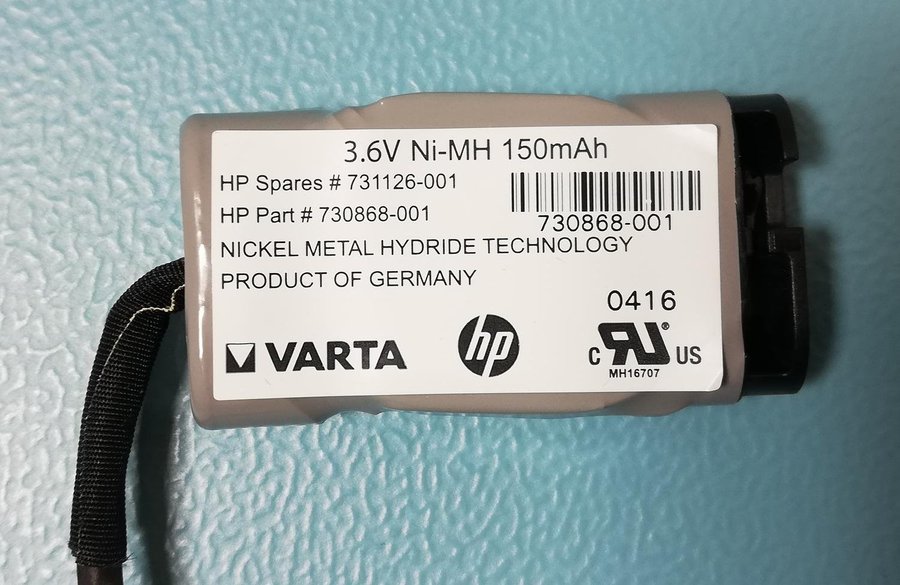 3.6V Ni-MH 150mAh
HP Spares # 731126-001
HP Part # 730868-001
730868-001
NICKEL METAL HYDRIDE TECHNOLOGY
PRODUCT OF GERMANY
0416
VARTA
hp
c RU® US
MH16707